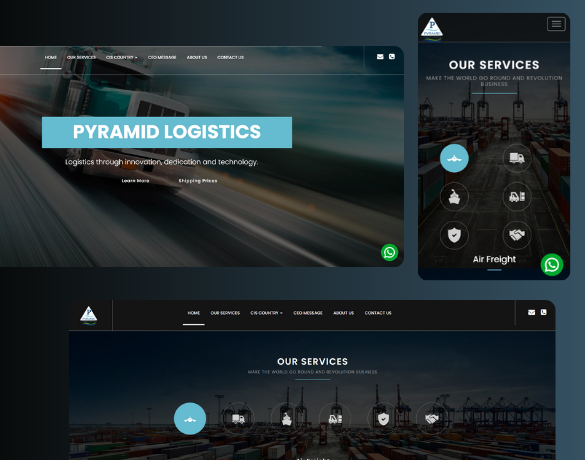 HOME OUR SERVICES CIS COUNTRY CEO MESSAGE ABOUT US CONTACT US
PYRAMID LOGISTICS
Logistics through innovation, dedication and technology.
Learn More Shipping Prices
P
OUR SERVICES
MAKE THE WORLD GO ROUND AND REVOLUTION
BUSINESS
Air Freight
HOME OUR SERVICES CIS COUNTRY CEO MESSAGE ABOUT US CONTACT US
OUR SERVICES
MAKE THE WORLD GO ROUND AND REVOLUTION BUSINESS
Air Freight